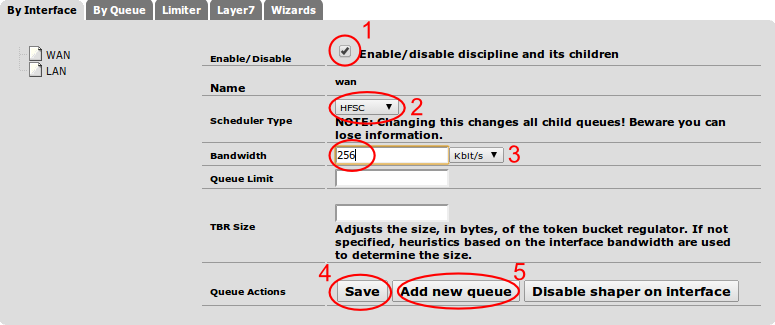 By Interface By Queue Limiter Layer7 Wizards
1
WAN
LAN
Enable/Disable Enable/disable discipline and its children
Name wan
Scheduler Type HFSC 2
NOTE: Changing this changes all child queues! Beware you can
lose information.
Bandwidth 256 Kbit/s 3
Queue Limit
TBR Size
Adjusts the size, in bytes, of the token bucket regulator. If not
specified, heuristics based on the interface bandwidth are used
to determine the size.
4 5
Queue Actions Save Add new queue Disable shaper on interface